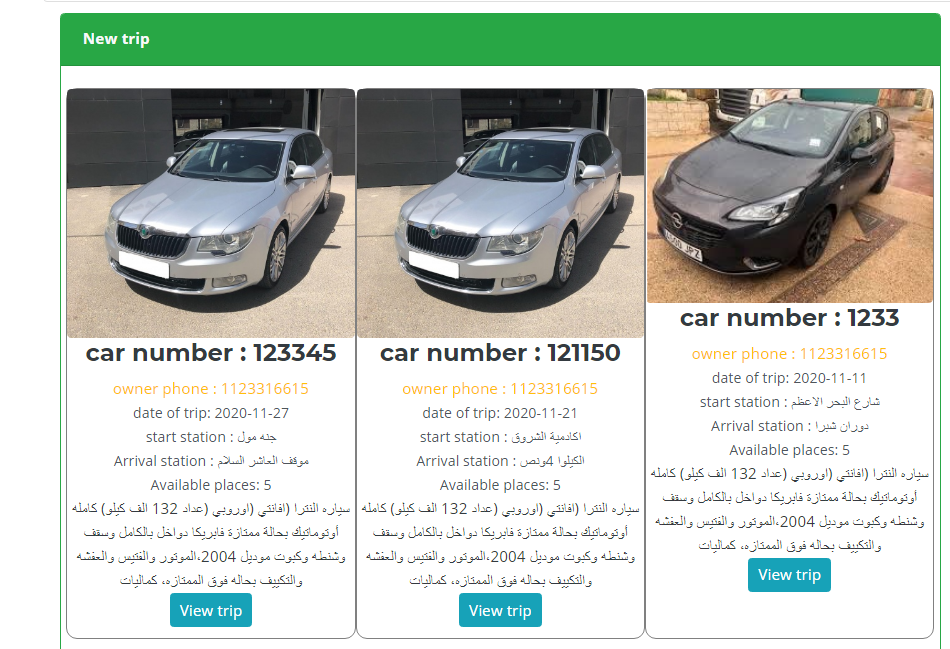 New trip
car number : 123345
owner phone : 1123316615
date of trip: 2020-11-27
start station : جنه مول
Arrival station : موقف العاشر السلام
Available places: 5
سياره النترا (افانتي (اوروبي (عداد 132 الف كيلو) كامله
أوتوماتيك بحالة ممتازة فابريكا دواخل بالكامل وسقف
وشنطه وكبوت موديل 2004،الموتور والفتيس والعفشه
والتكييف بحاله فوق الممتازه، كماليات
View trip
car number : 121150
owner phone : 1123316615
date of trip: 2020-11-21
start station : اكادمية الشروق
Arrival station : الكيلوا 4ونص
Available places: 5
سياره النترا (افانتي (اوروبي (عداد 132 الف كيلو) كامله
أوتوماتيك بحالة ممتازة فابريكا دواخل بالكامل وسقف
وشنطه وكبوت موديل 2004،الموتور والفتيس والعفشه
والتكييف بحاله فوق الممتازه، كماليات
View trip
JPZ
car number : 1233
owner phone : 1123316615
date of trip: 2020-11-11
start station : شارع البحر الاعظم
Arrival station : دوران شبرا
Available places: 5
سياره النترا (افانتي (اوروبي (عداد 132 الف كيلو) كامله
أوتوماتيك بحالة ممتازة فابريكا دواخل بالكامل وسقف
وشنطه وكبوت موديل 2004،الموتور والفتيس والعفشه
والتكييف بحاله فوق الممتازه، كماليات
View trip